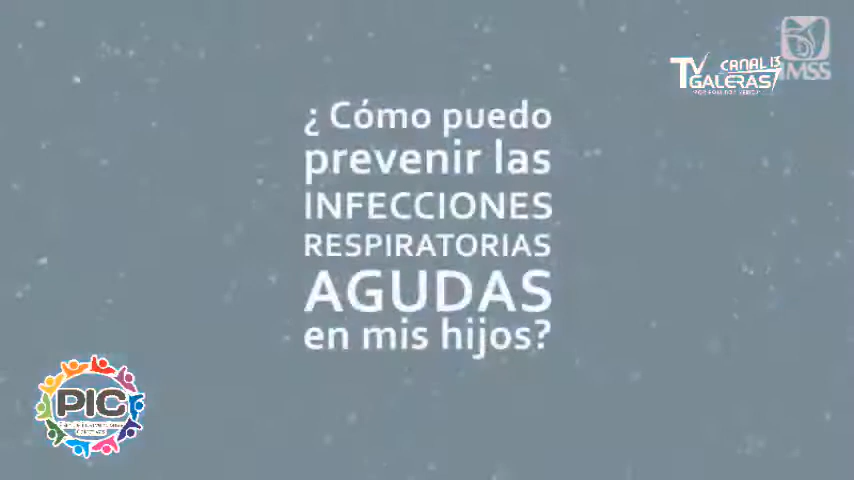 IMSS
TV CANAL 13
GALERAS
¿ Cómo puedo
prevenir las
INFECCIONES
RESPIRATORIAS
AGUDAS
en mis hijos?
PIC